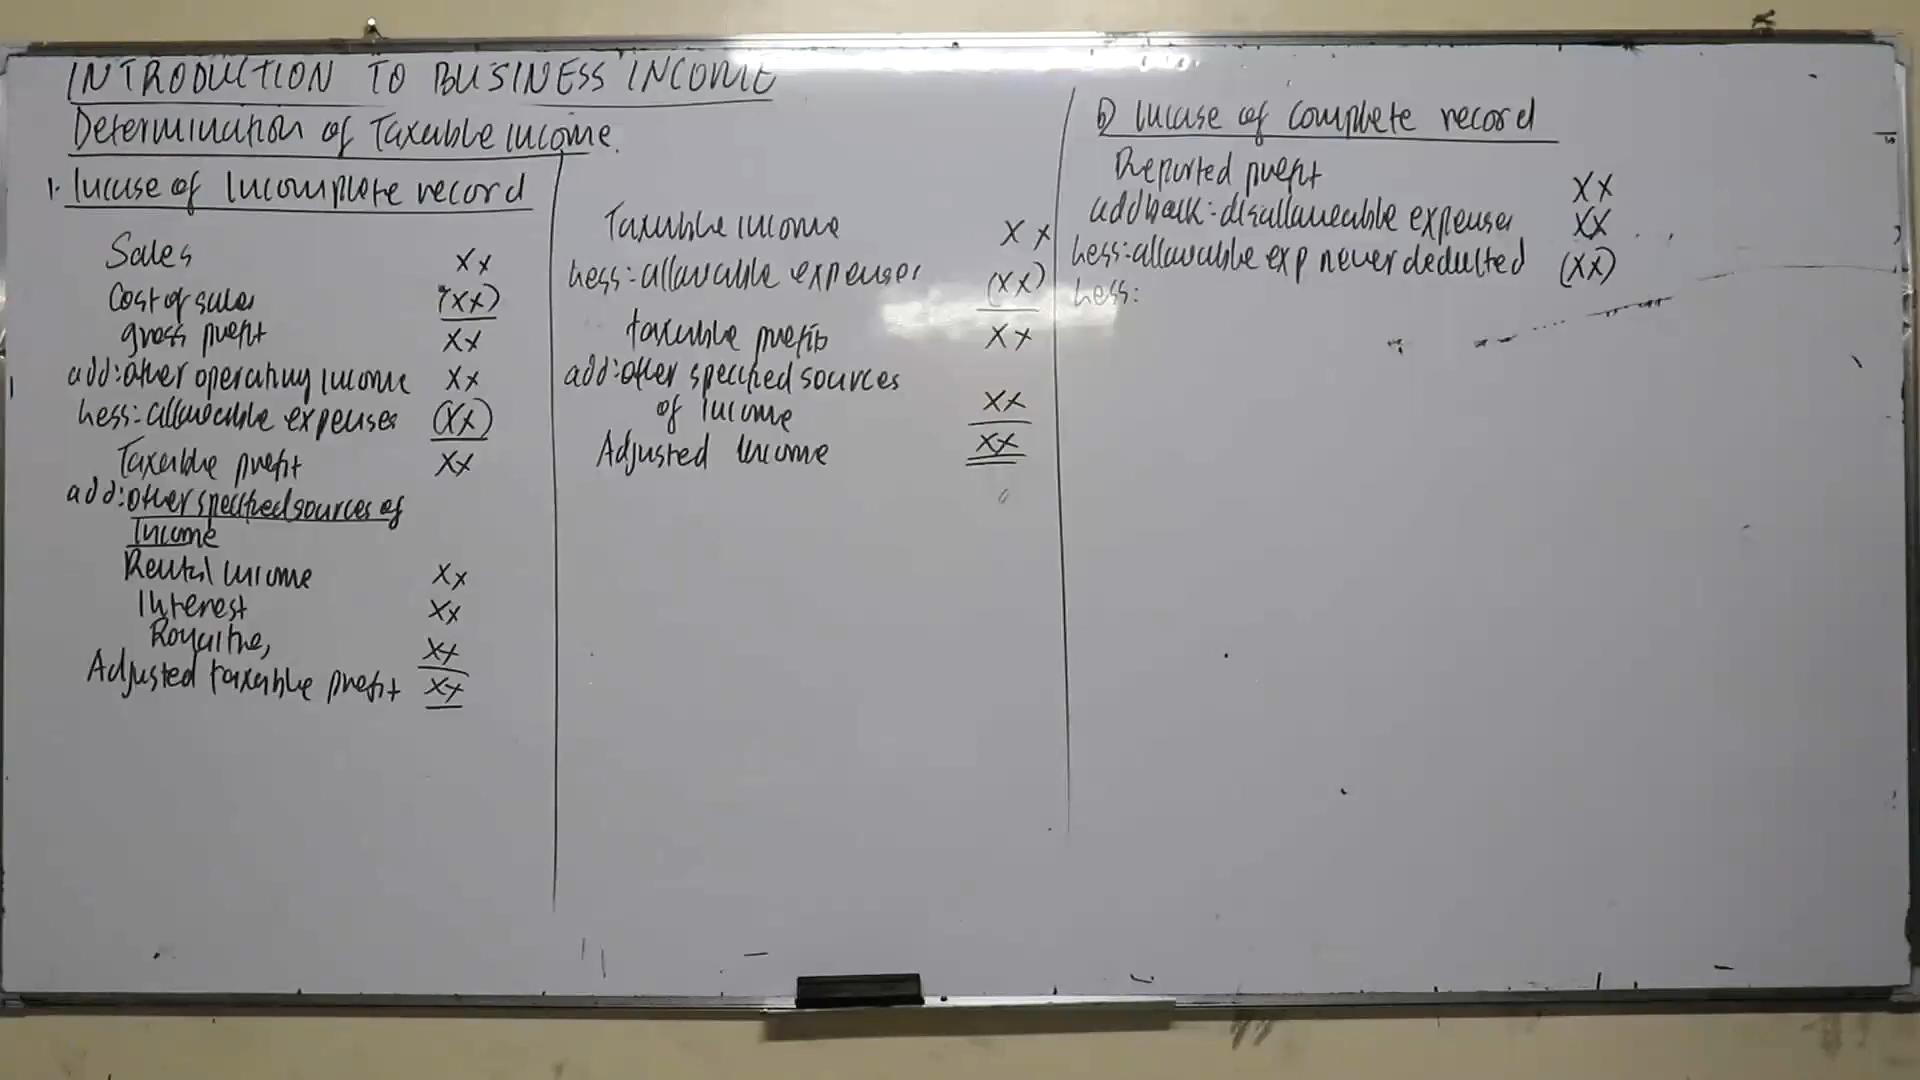 INTRODUCTION TO BUSINESS INCOME
Determination of Taxable income.
1. Incase of Incomplete record
Sales XX
Cost of sales (XX)
gross profit XX
add: other operating income XX
Less: allowable expenses (XX)
Taxable profit XX
add: other specified sources of
Income
Rental income XX
Interest XX
Royalties XX
Adjusted taxable profit XX
Taxable income XX
Less: allowable expenses (XX)
taxable profit XX
add: other specified sources
of income XX
Adjusted income XX
b) Incase of complete record
Reported profit XX
add back: disallowable expenses XX
Less: allowable exp never deducted (XX)
Less: